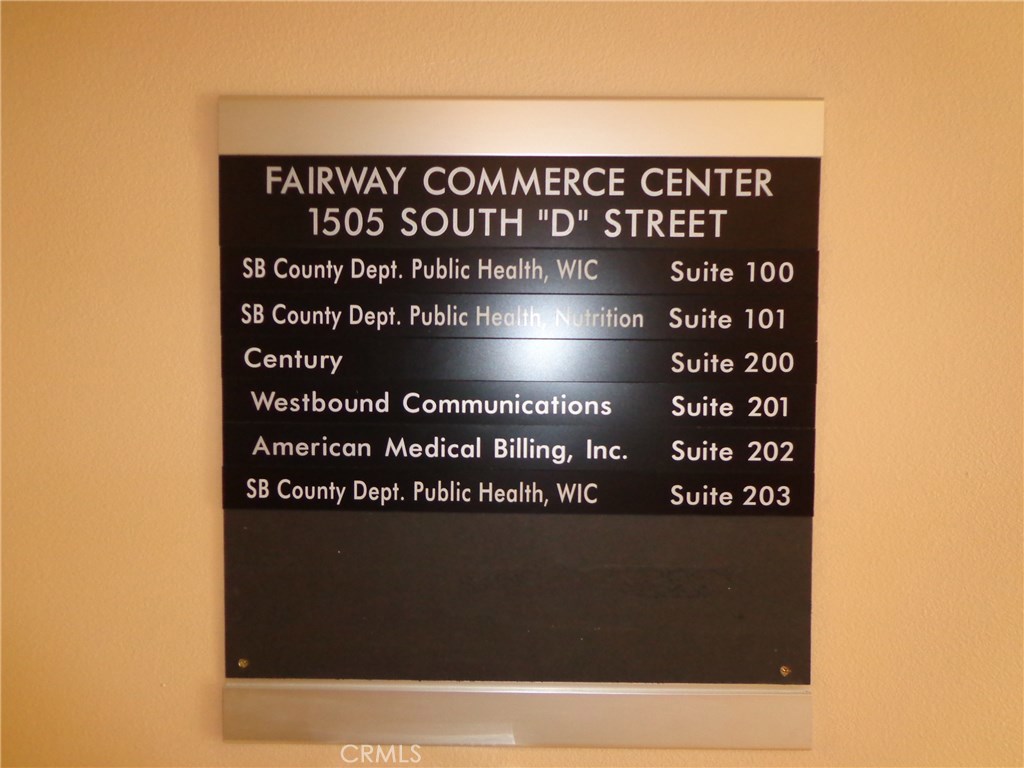 FAIRWAY COMMERCE CENTER
1505 SOUTH "D" STREET
SB County Dept. Public Health, WIC Suite 100
SB County Dept. Public Health, Nutrition Suite 101
Century Suite 200
Westbound Communications Suite 201
American Medical Billing, Inc. Suite 202
SB County Dept. Public Health, WIC Suite 203
CRMLS